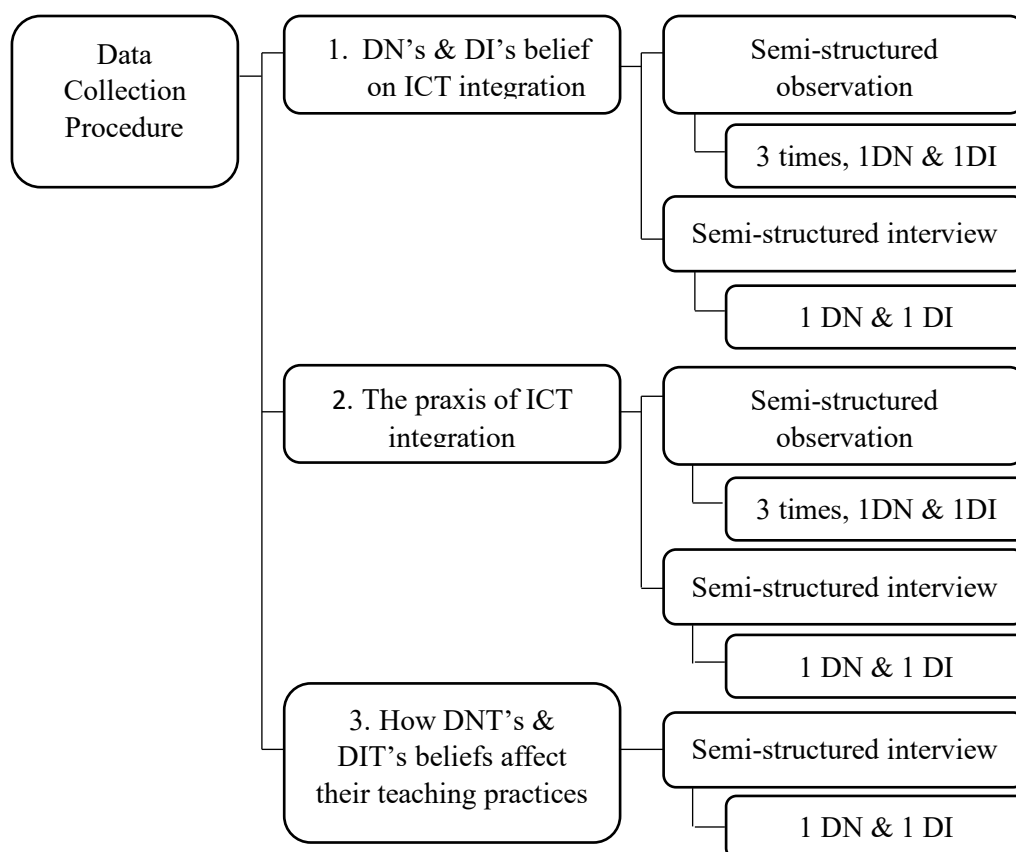 Data
Collection
Procedure
1. DN’s & DI’s belief
on ICT integration
Semi-structured
observation
3 times, 1DN & 1DI
Semi-structured interview
1 DN & 1 DI
2. The praxis of ICT
integration
Semi-structured
observation
3 times, 1DN & 1DI
Semi-structured interview
1 DN & 1 DI
3. How DNT’s &
DIT’s beliefs affect
their teaching practices
Semi-structured interview
1 DN & 1 DI